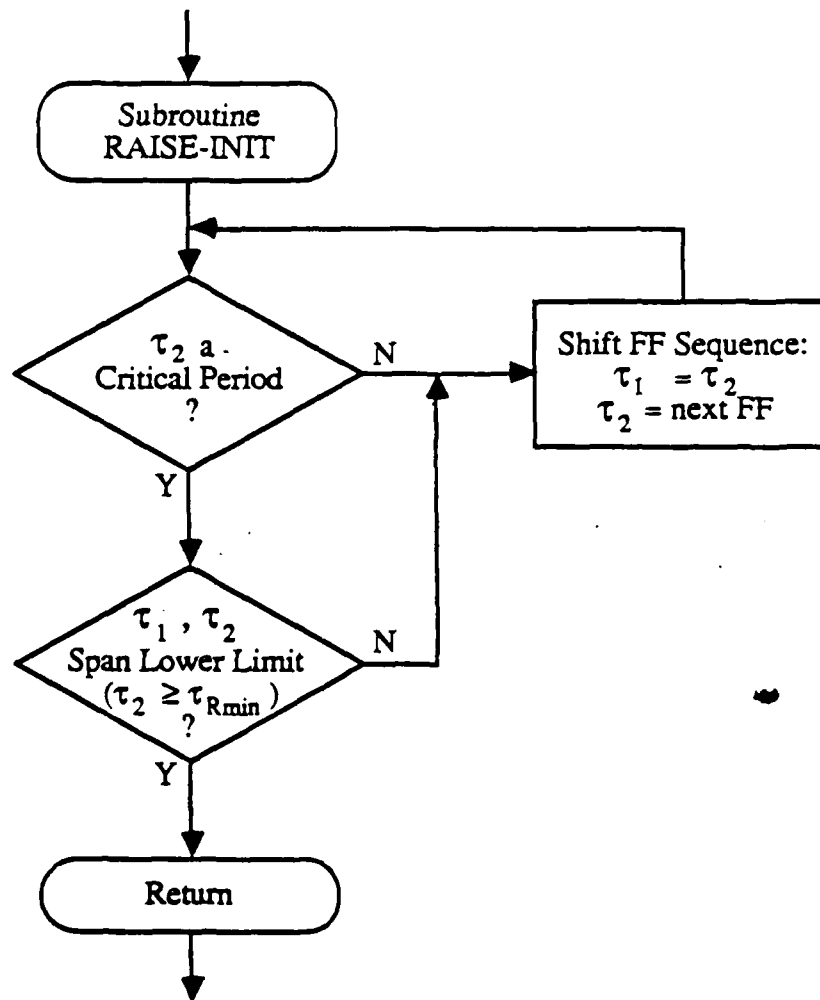 Subroutine
RAISE-INIT
τ₂ a
Critical Period
?
N
Y
Shift FF Sequence:
τ₁ = τ₂
τ₂ = next FF
τ₁ , τ₂
Span Lower Limit
(τ₂ ≥ τRmin)
?
N
Y
Return